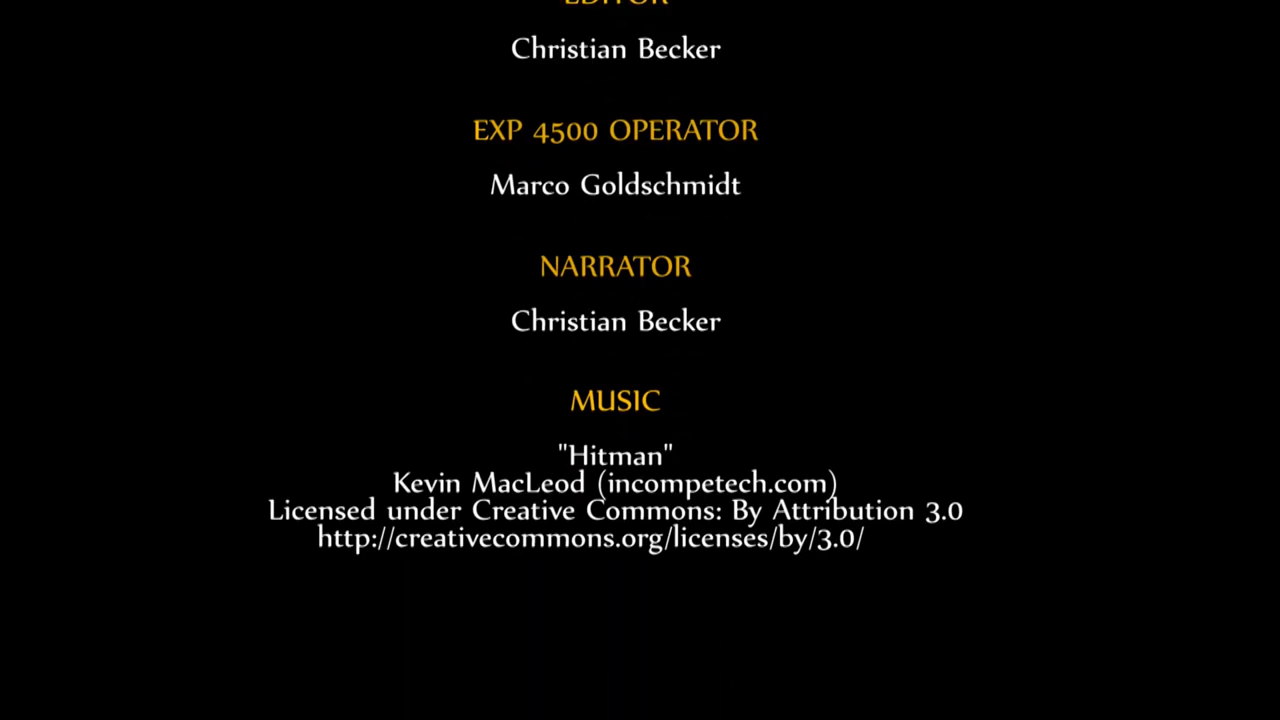 EDITOR
Christian Becker
EXP 4500 OPERATOR
Marco Goldschmidt
NARRATOR
Christian Becker
MUSIC
"Hitman"
Kevin MacLeod (incompetech.com)
Licensed under Creative Commons: By Attribution 3.0
http://creativecommons.org/licenses/by/3.0/